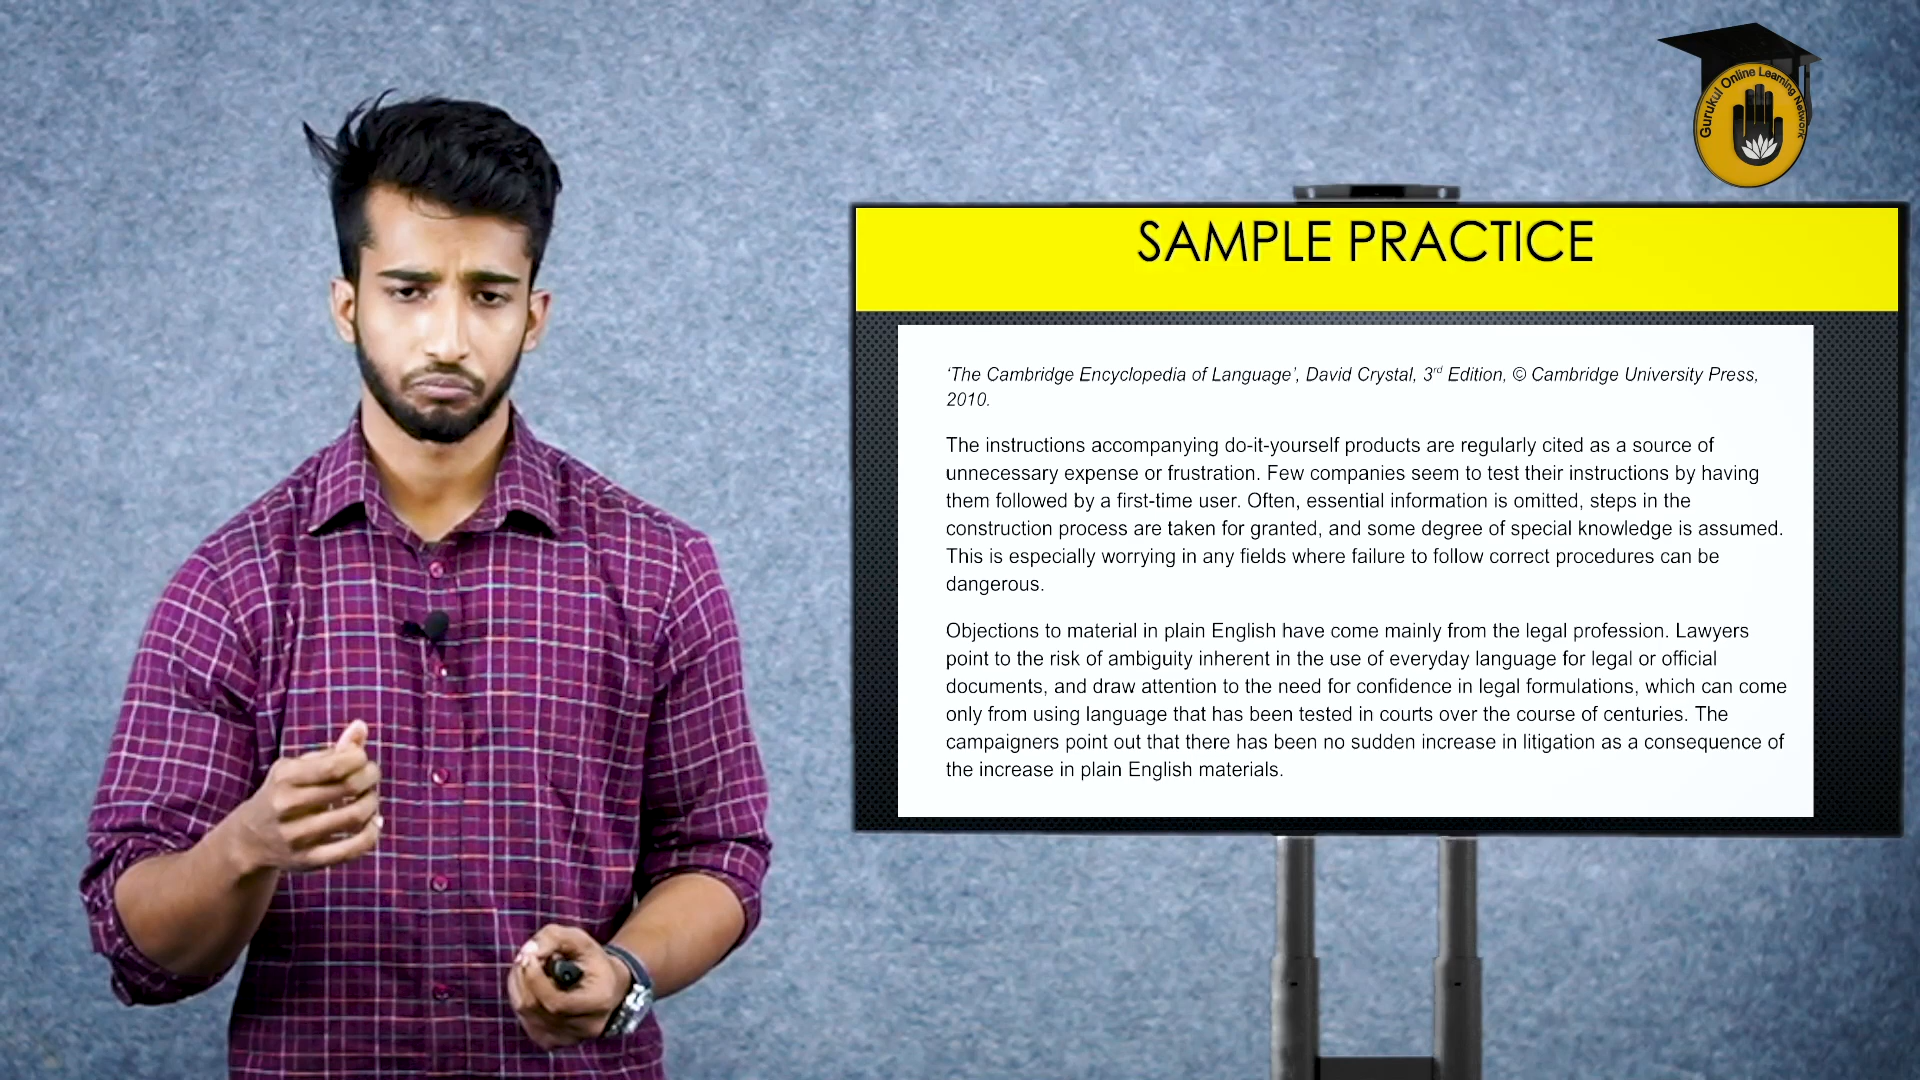 Gurukul Online Learning Network
SAMPLE PRACTICE
‘The Cambridge Encyclopedia of Language’, David Crystal, 3rd Edition, © Cambridge University Press,
2010.
The instructions accompanying do-it-yourself products are regularly cited as a source of
unnecessary expense or frustration. Few companies seem to test their instructions by having
them followed by a first-time user. Often, essential information is omitted, steps in the
construction process are taken for granted, and some degree of special knowledge is assumed.
This is especially worrying in any fields where failure to follow correct procedures can be
dangerous.
Objections to material in plain English have come mainly from the legal profession. Lawyers
point to the risk of ambiguity inherent in the use of everyday language for legal or official
documents, and draw attention to the need for confidence in legal formulations, which can come
only from using language that has been tested in courts over the course of centuries. The
campaigners point out that there has been no sudden increase in litigation as a consequence of
the increase in plain English materials.